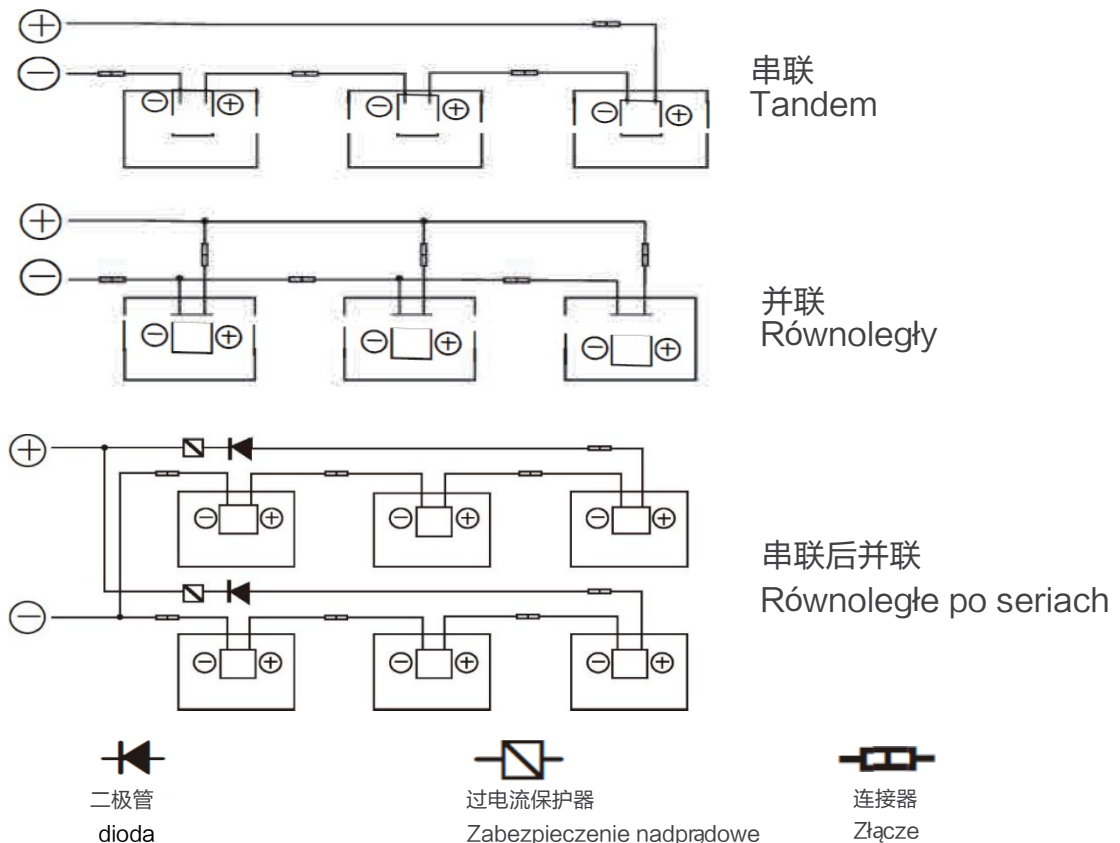 串联
Tandem
并联
Równoległy
串联后并联
Równoległe po seriach
二极管
dioda
过电流保护器
Zabezpieczenie nadprądowe
连接器
Złącze